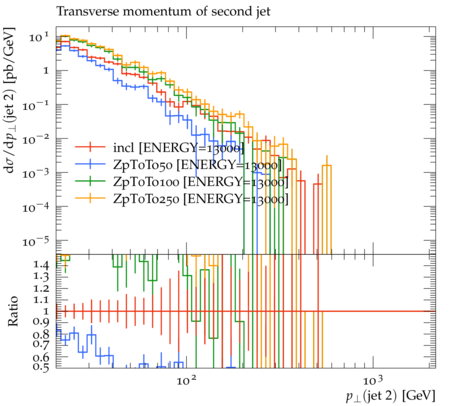 Transverse momentum of second jet
dσ/dp⊥(jet 2) [pb/GeV]
10¹
1
10⁻¹
10⁻²
10⁻³
10⁻⁴
10⁻⁵
incl [ENERGY=13000]
ZpToTo50 [ENERGY=13000]
ZpToTo100 [ENERGY=13000]
ZpToTo250 [ENERGY=13000]
Ratio
1.4
1.3
1.2
1.1
1
0.9
0.8
0.7
0.6
0.5
10²
10³
p⊥(jet 2) [GeV]